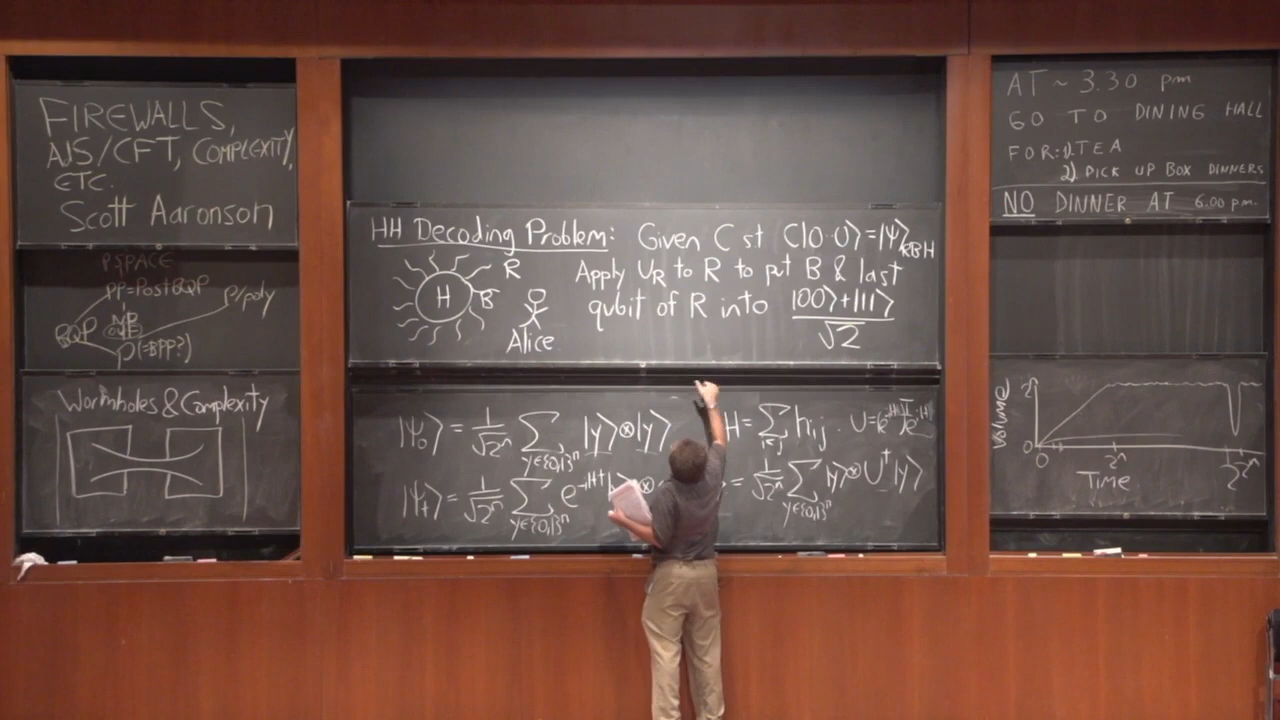 FIREWALLS,
AdS/CFT, COMPLEXITY,
ETC.
Scott Aaronson
PSPACE
PP=PostBQP
P/poly
BQP
NP
P(=BPP?)
Wormholes & Complexity
HH Decoding Problem: Given C st C|0..0⟩=|Ψ⟩RBH
Apply U_R to R to put B & last
qubit of R into |00⟩+|11⟩
√2
H
R
B
Alice
|Ψ₀⟩ = 1/√2ⁿ Σ y∈{0,1}ⁿ |y⟩⊗|y⟩
H = Σ i~j h_ij.
|Ψt⟩ = 1/√2ⁿ Σ y∈{0,1}ⁿ e^-iHt
= 1/√2ⁿ Σ y∈{0,1}ⁿ |y⟩⊗U^t|y⟩
AT ~ 3.30 pm
GO TO DINING HALL
FOR: 1). TEA
2) PICK UP BOX DINNERS
NO DINNER AT 6.00 p.m.
Volume
2ⁿ
0
0
2ⁿ
2^2ⁿ
Time